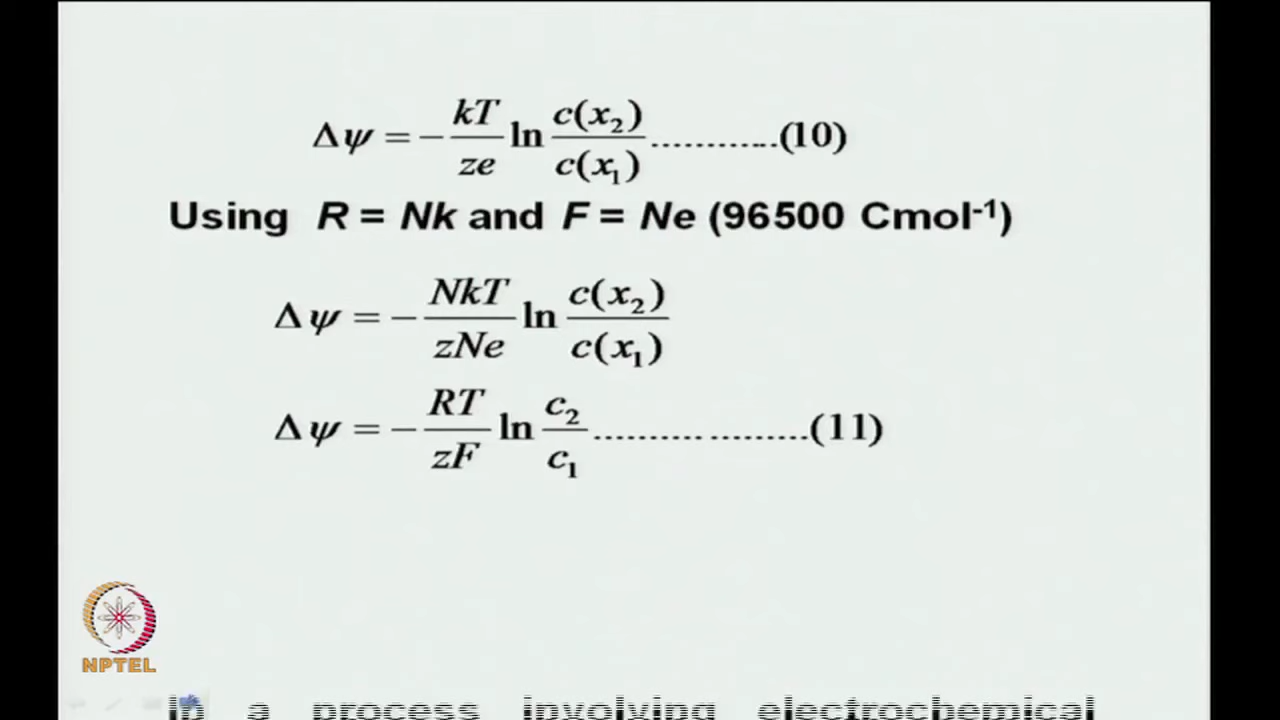 Δψ = − kT/ze ln c(x₂)/c(x₁) ............(10)
Using R = Nk and F = Ne (96500 Cmol⁻¹)
Δψ = − NkT/zNe ln c(x₂)/c(x₁)
Δψ = − RT/zF ln c₂/c₁ .......... .........(11)
NPTEL
In a process involving electrochemical